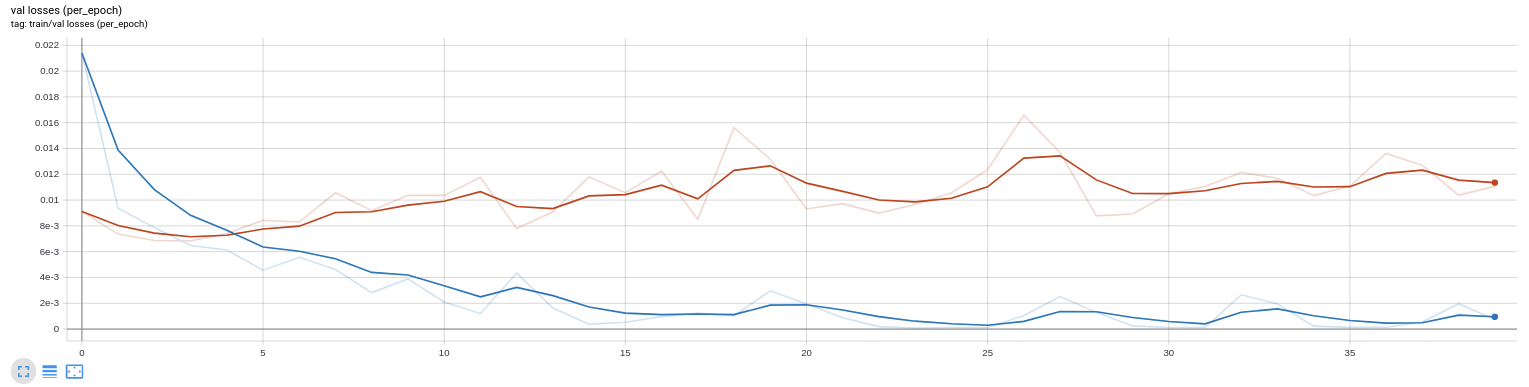 val losses (per_epoch)
tag: train/val losses (per_epoch)
0.022
0.02
0.018
0.016
0.014
0.012
0.01
8e-3
6e-3
4e-3
2e-3
0
0 5 10 15 20 25 30 35